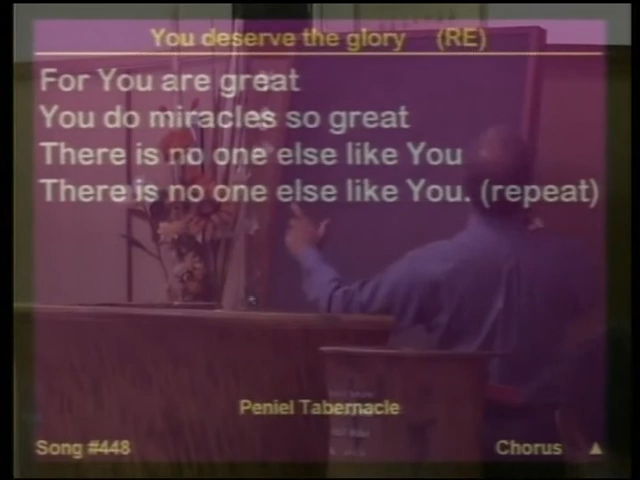 You deserve the glory (RE)
For You are great
You do miracles so great
There is no one else like You
There is no one else like You. (repeat)
Peniel Tabernacle
Song #448
Chorus ▲